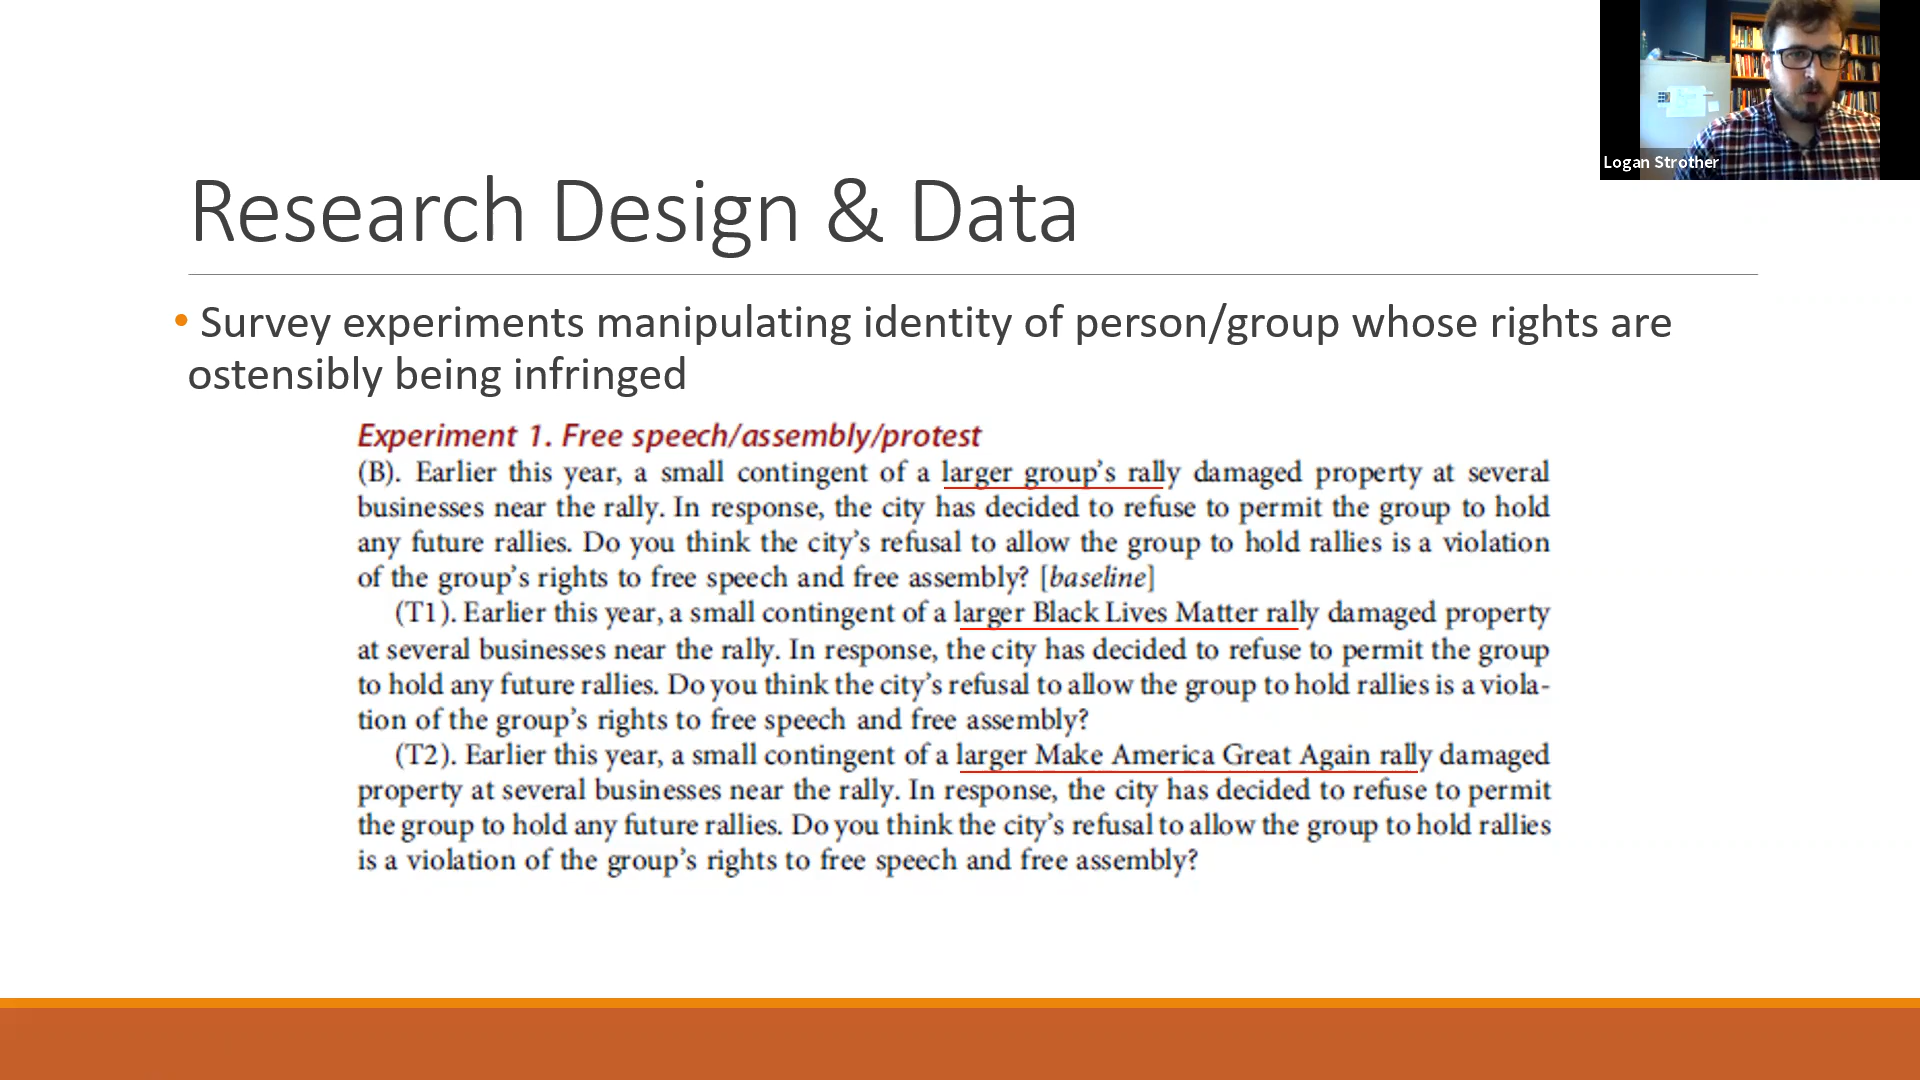 Logan Strother
Research Design & Data
• Survey experiments manipulating identity of person/group whose rights are
ostensibly being infringed
Experiment 1. Free speech/assembly/protest
(B). Earlier this year, a small contingent of a larger group's rally damaged property at several
businesses near the rally. In response, the city has decided to refuse to permit the group to hold
any future rallies. Do you think the city's refusal to allow the group to hold rallies is a violation
of the group's rights to free speech and free assembly? [baseline]
(T1). Earlier this year, a small contingent of a larger Black Lives Matter rally damaged property
at several businesses near the rally. In response, the city has decided to refuse to permit the group
to hold any future rallies. Do you think the city's refusal to allow the group to hold rallies is a viola-
tion of the group's rights to free speech and free assembly?
(T2). Earlier this year, a small contingent of a larger Make America Great Again rally damaged
property at several businesses near the rally. In response, the city has decided to refuse to permit
the group to hold any future rallies. Do you think the city's refusal to allow the group to hold rallies
is a violation of the group's rights to free speech and free assembly?